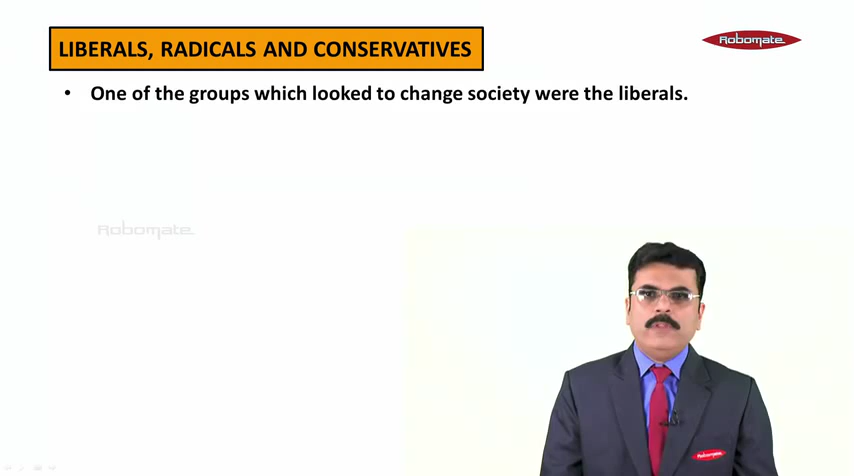 LIBERALS, RADICALS AND CONSERVATIVES
Robomate
• One of the groups which looked to change society were the liberals.
Robomate
Robomate